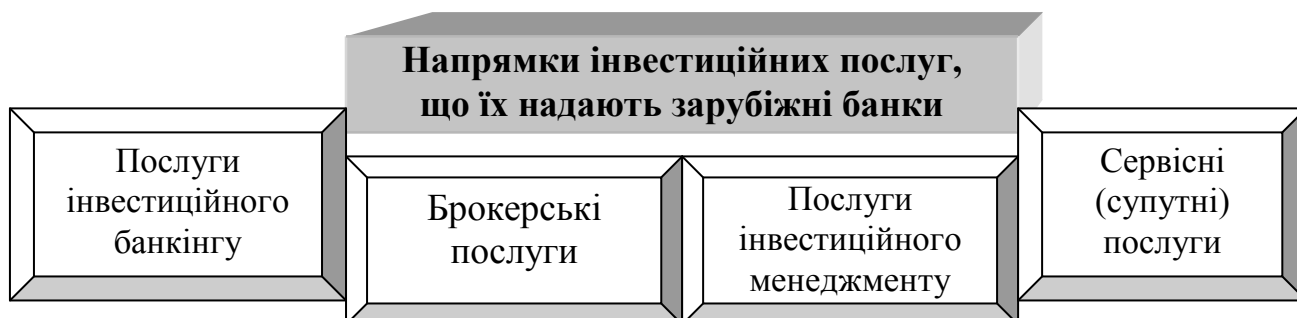 Напрямки інвестиційних послуг,
що їх надають зарубіжні банки
Послуги
інвестиційного
банкінгу
Брокерські
послуги
Послуги
інвестиційного
менеджменту
Сервісні
(супутні)
послуги